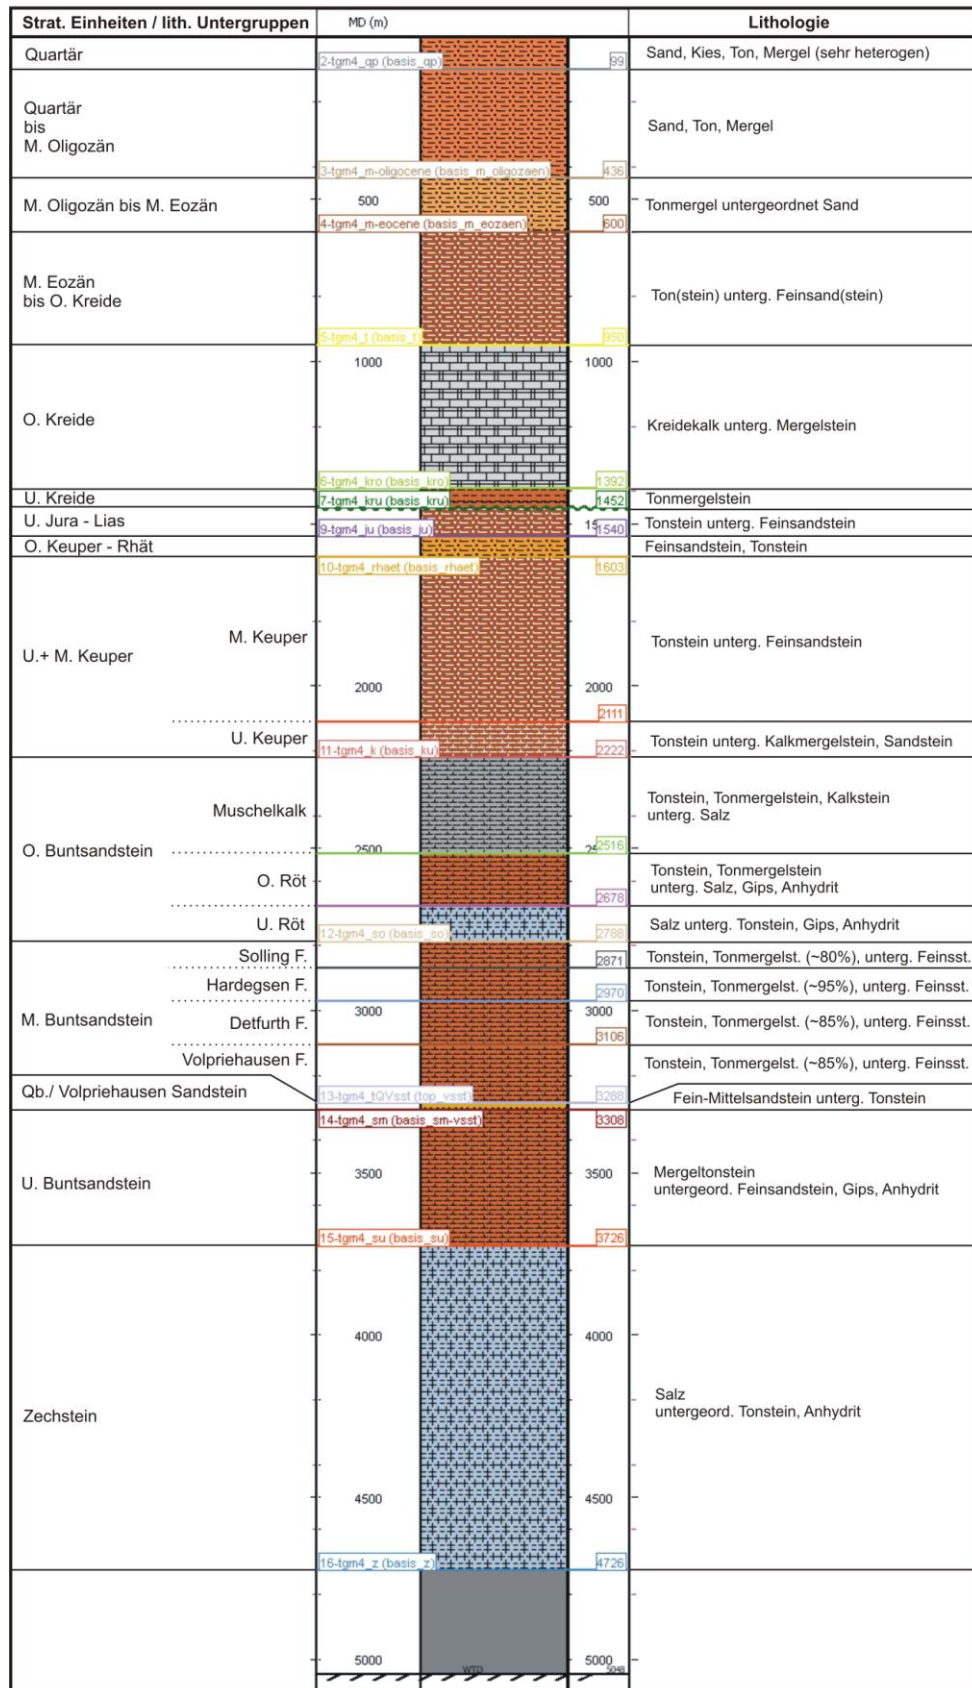 Strat. Einheiten / lith. Untergruppen MD (m) Lithologie
Quartär Sand, Kies, Ton, Mergel (sehr heterogen)
2-tgm4_qp (basis_qp) 99
Quartär
bis
M. Oligozän
Sand, Ton, Mergel
3-tgm4_m-oligocene (basis_m_oligozaen) 436
500 500
M. Oligozän bis M. Eozän Tonmergel untergeordnet Sand
4-tgm4_m-eocene (basis_m_eozaen) 600
M. Eozän
bis O. Kreide
Ton(stein) unterg. Feinsand(stein)
5-tgm4_t (basis_t) 950
1000 1000
O. Kreide Kreidekalk unterg. Mergelstein
6-tgm4_kro (basis_kro) 1392
U. Kreide Tonmergelstein
7-tgm4_kru (basis_kru) 1452
U. Jura - Lias Tonstein unterg. Feinsandstein
9-tgm4_ju (basis_ju) 1540
O. Keuper - Rhät Feinsandstein, Tonstein
10-tgm4_rhaet (basis_rhaet) 1603
M. Keuper Tonstein unterg. Feinsandstein
U.+ M. Keuper
2000 2000
2111
U. Keuper Tonstein unterg. Kalkmergelstein, Sandstein
11-tgm4_k (basis_ku) 2222
Muschelkalk
Tonstein, Tonmergelstein, Kalkstein
unterg. Salz
2500 2516
O. Buntsandstein
O. Röt
Tonstein, Tonmergelstein
unterg. Salz, Gips, Anhydrit
2678
U. Röt Salz unterg. Tonstein, Gips, Anhydrit
12-tgm4_so (basis_so) 2788
Solling F. Tonstein, Tonmergelst. (~80%), unterg. Feinsst.
2871
Hardegsen F. Tonstein, Tonmergelst. (~95%), unterg. Feinsst.
2970
3000 3000
M. Buntsandstein Detfurth F. Tonstein, Tonmergelst. (~85%), unterg. Feinsst.
3106
Volpriehausen F. Tonstein, Tonmergelst. (~85%), unterg. Feinsst.
Qb./ Volpriehausen Sandstein Fein-Mittelsandstein unterg. Tonstein
13-tgm4_tQVsst (top_vsst) 3288
14-tgm4_sm (basis_sm-vsst) 3308
3500 3500
U. Buntsandstein
Mergeltonstein
untergeord. Feinsandstein, Gips, Anhydrit
15-tgm4_su (basis_su) 3726
4000 4000
Zechstein
Salz
untergeord. Tonstein, Anhydrit
4500 4500
16-tgm4_z (basis_z) 4726
5000 WTD 5000 5048